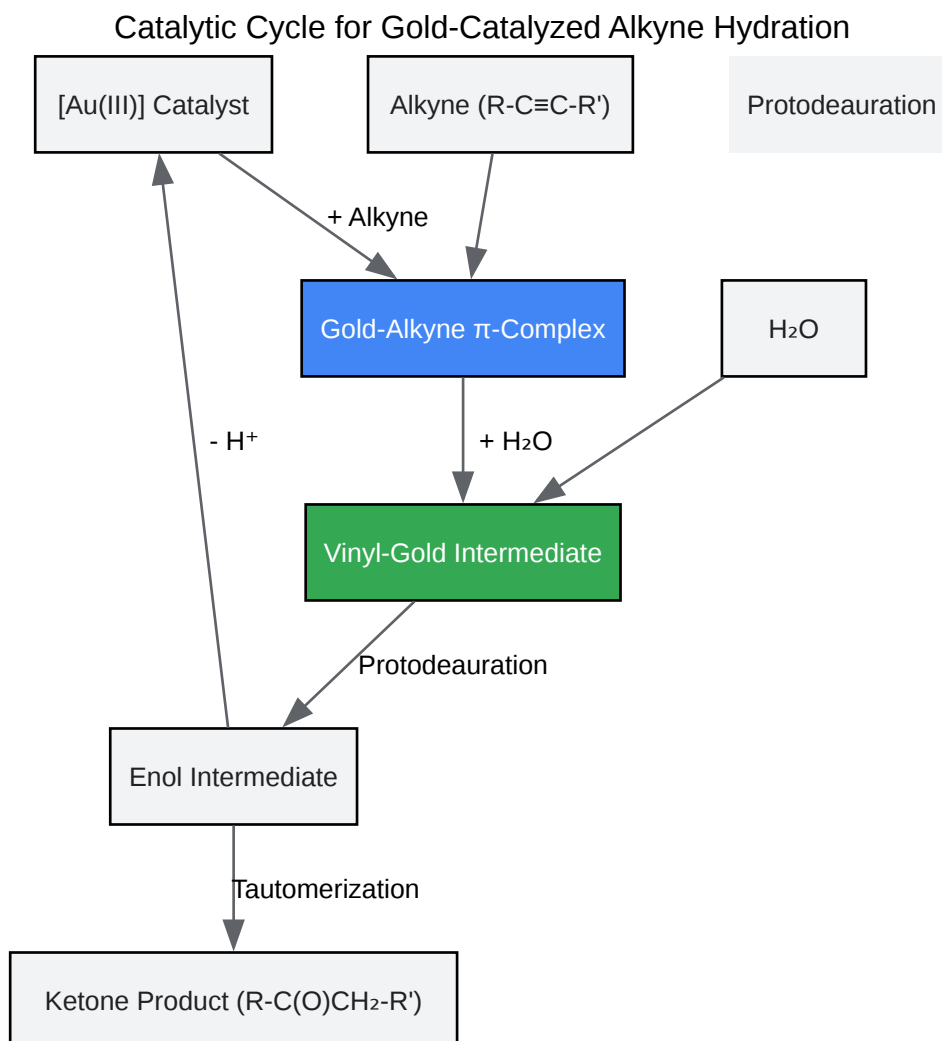 Catalytic Cycle for Gold-Catalyzed Alkyne Hydration
[Au(III)] Catalyst
Alkyne (R-C≡C-R')
Protodeauration
+ Alkyne
Gold-Alkyne π-Complex
H₂O
- H⁺
+ H₂O
Vinyl-Gold Intermediate
Protodeauration
Enol Intermediate
Tautomerization
Ketone Product (R-C(O)CH₂-R')